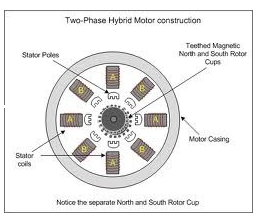 Two-Phase Hybrid Motor construction
Stator Poles
Teethed Magnetic
North and South Rotor
Cups
A
B
B
A
A
B
B
A
Stator
coils
Motor Casing
Notice the separate North and South Rotor Cup